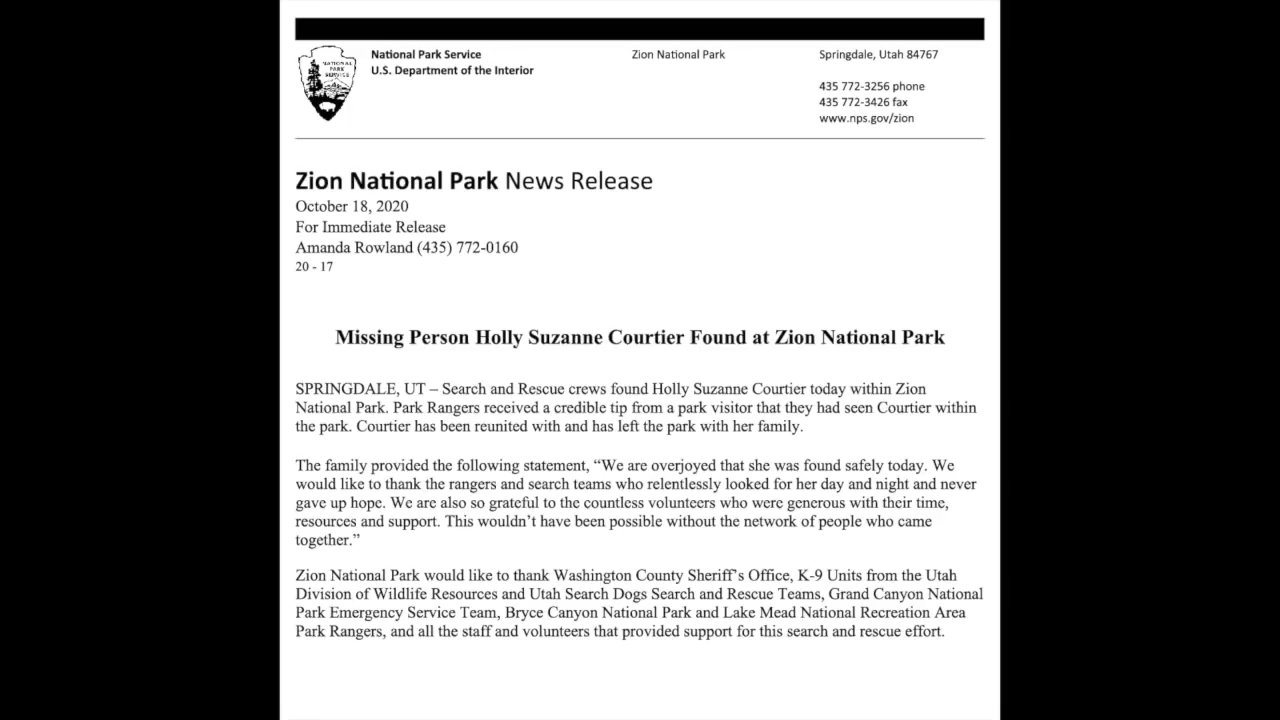 National Park Service
U.S. Department of the Interior
Zion National Park
Springdale, Utah 84767
435 772-3256 phone
435 772-3426 fax
www.nps.gov/zion
NATIONAL
PARK
SERVICE
Zion National Park News Release
October 18, 2020
For Immediate Release
Amanda Rowland (435) 772-0160
20 - 17
Missing Person Holly Suzanne Courtier Found at Zion National Park
SPRINGDALE, UT – Search and Rescue crews found Holly Suzanne Courtier today within Zion
National Park. Park Rangers received a credible tip from a park visitor that they had seen Courtier within
the park. Courtier has been reunited with and has left the park with her family.
The family provided the following statement, “We are overjoyed that she was found safely today. We
would like to thank the rangers and search teams who relentlessly looked for her day and night and never
gave up hope. We are also so grateful to the countless volunteers who were generous with their time,
resources and support. This wouldn’t have been possible without the network of people who came
together.”
Zion National Park would like to thank Washington County Sheriff’s Office, K-9 Units from the Utah
Division of Wildlife Resources and Utah Search Dogs Search and Rescue Teams, Grand Canyon National
Park Emergency Service Team, Bryce Canyon National Park and Lake Mead National Recreation Area
Park Rangers, and all the staff and volunteers that provided support for this search and rescue effort.